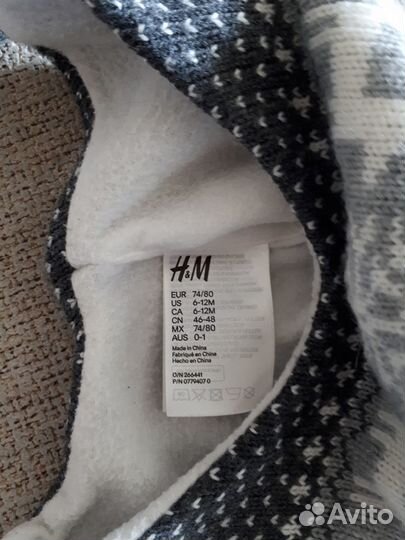 H&M
EUR 74/80
US 6-12M
CA 6-12M
CN 46-48
MX 74/80
AUS 0-1
Made in China
Fabriqué en Chine
Hecho en China
O/N 266441
P/N 0779407 0
Avito